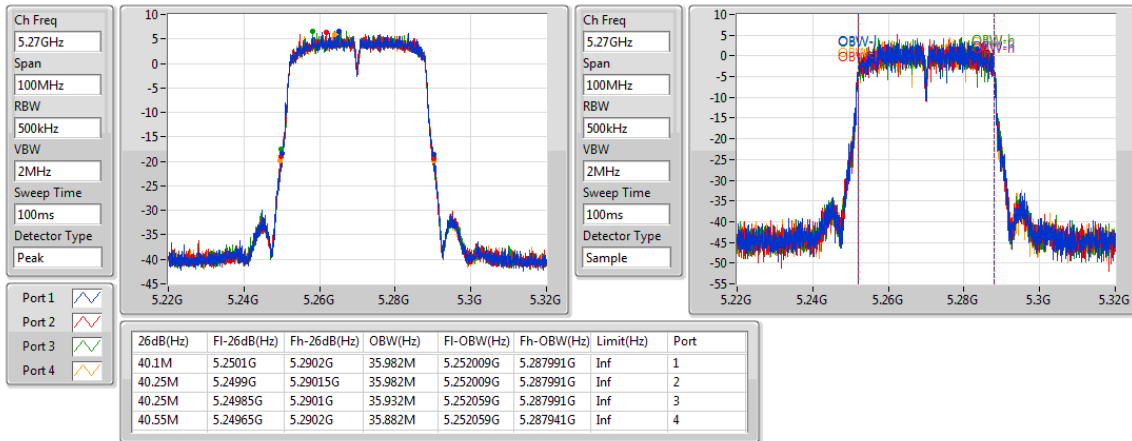 Ch Freq
5.27GHz
Span
100MHz
RBW
500kHz
VBW
2MHz
Sweep Time
100ms
Detector Type
Peak
10
5
0
-5
-10
-15
-20
-25
-30
-35
-40
-45
5.22G 5.24G 5.26G 5.28G 5.3G 5.32G
Ch Freq
5.27GHz
Span
100MHz
RBW
500kHz
VBW
2MHz
Sweep Time
100ms
Detector Type
Sample
10
5
0
-5
-10
-15
-20
-25
-30
-35
-40
-45
-50
-55
OBW-l OBW-h
5.22G 5.24G 5.26G 5.28G 5.3G 5.32G
Port 1
Port 2
Port 3
Port 4
26dB(Hz) Fl-26dB(Hz) Fh-26dB(Hz) OBW(Hz) Fl-OBW(Hz) Fh-OBW(Hz) Limit(Hz) Port
40.1M 5.2501G 5.2902G 35.982M 5.252009G 5.287991G Inf 1
40.25M 5.2499G 5.29015G 35.982M 5.252009G 5.287991G Inf 2
40.25M 5.24985G 5.2901G 35.932M 5.252059G 5.287991G Inf 3
40.55M 5.24965G 5.2902G 35.882M 5.252059G 5.287941G Inf 4